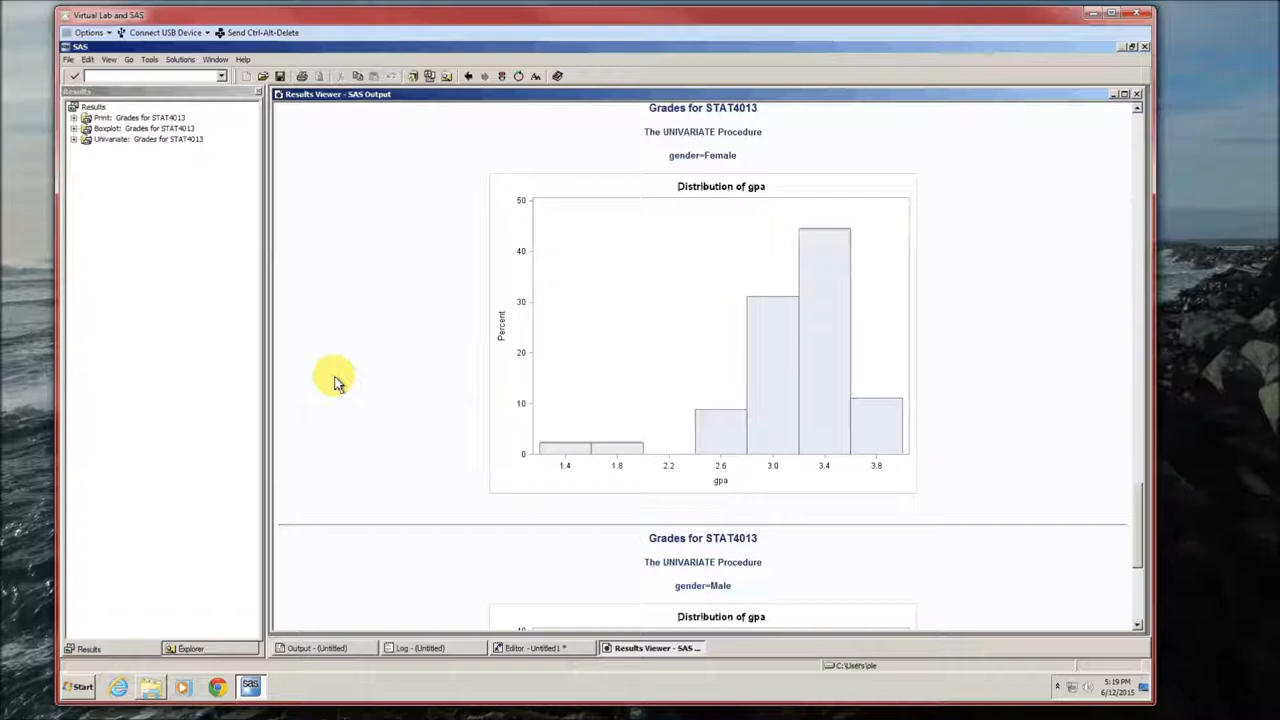 Virtual Lab and SAS
Options Connect USB Device Send Ctrl-Alt-Delete
SAS
File Edit View Go Tools Solutions Window Help
Results
Results Viewer - SAS Output
Results
Print: Grades for STAT4013
Boxplot: Grades for STAT4013
Univariate: Grades for STAT4013
Grades for STAT4013
The UNIVARIATE Procedure
gender=Female
Distribution of gpa
50
40
30
20
10
0
Percent
1.4 1.8 2.2 2.6 3.0 3.4 3.8
gpa
Grades for STAT4013
The UNIVARIATE Procedure
gender=Male
Distribution of gpa
Results Explorer
Output - (Untitled) Log - (Untitled) Editor - Untitled1 * Results Viewer - SAS ...
C:\Users\ple
Start
sas
5:19 PM
6/12/2015